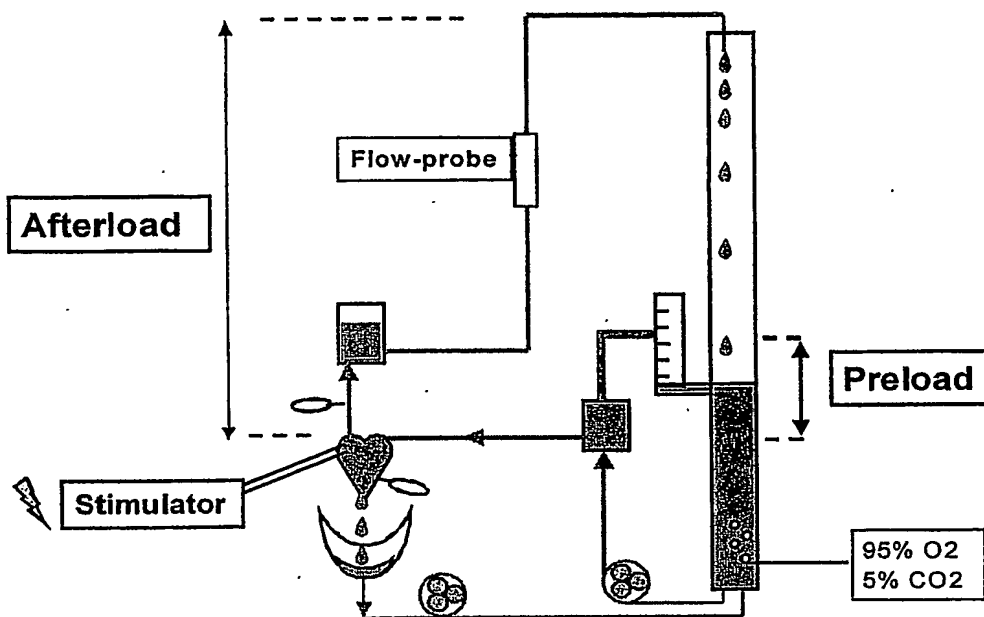 Flow-probe
Afterload
Preload
Stimulator
95% O2
5% CO2